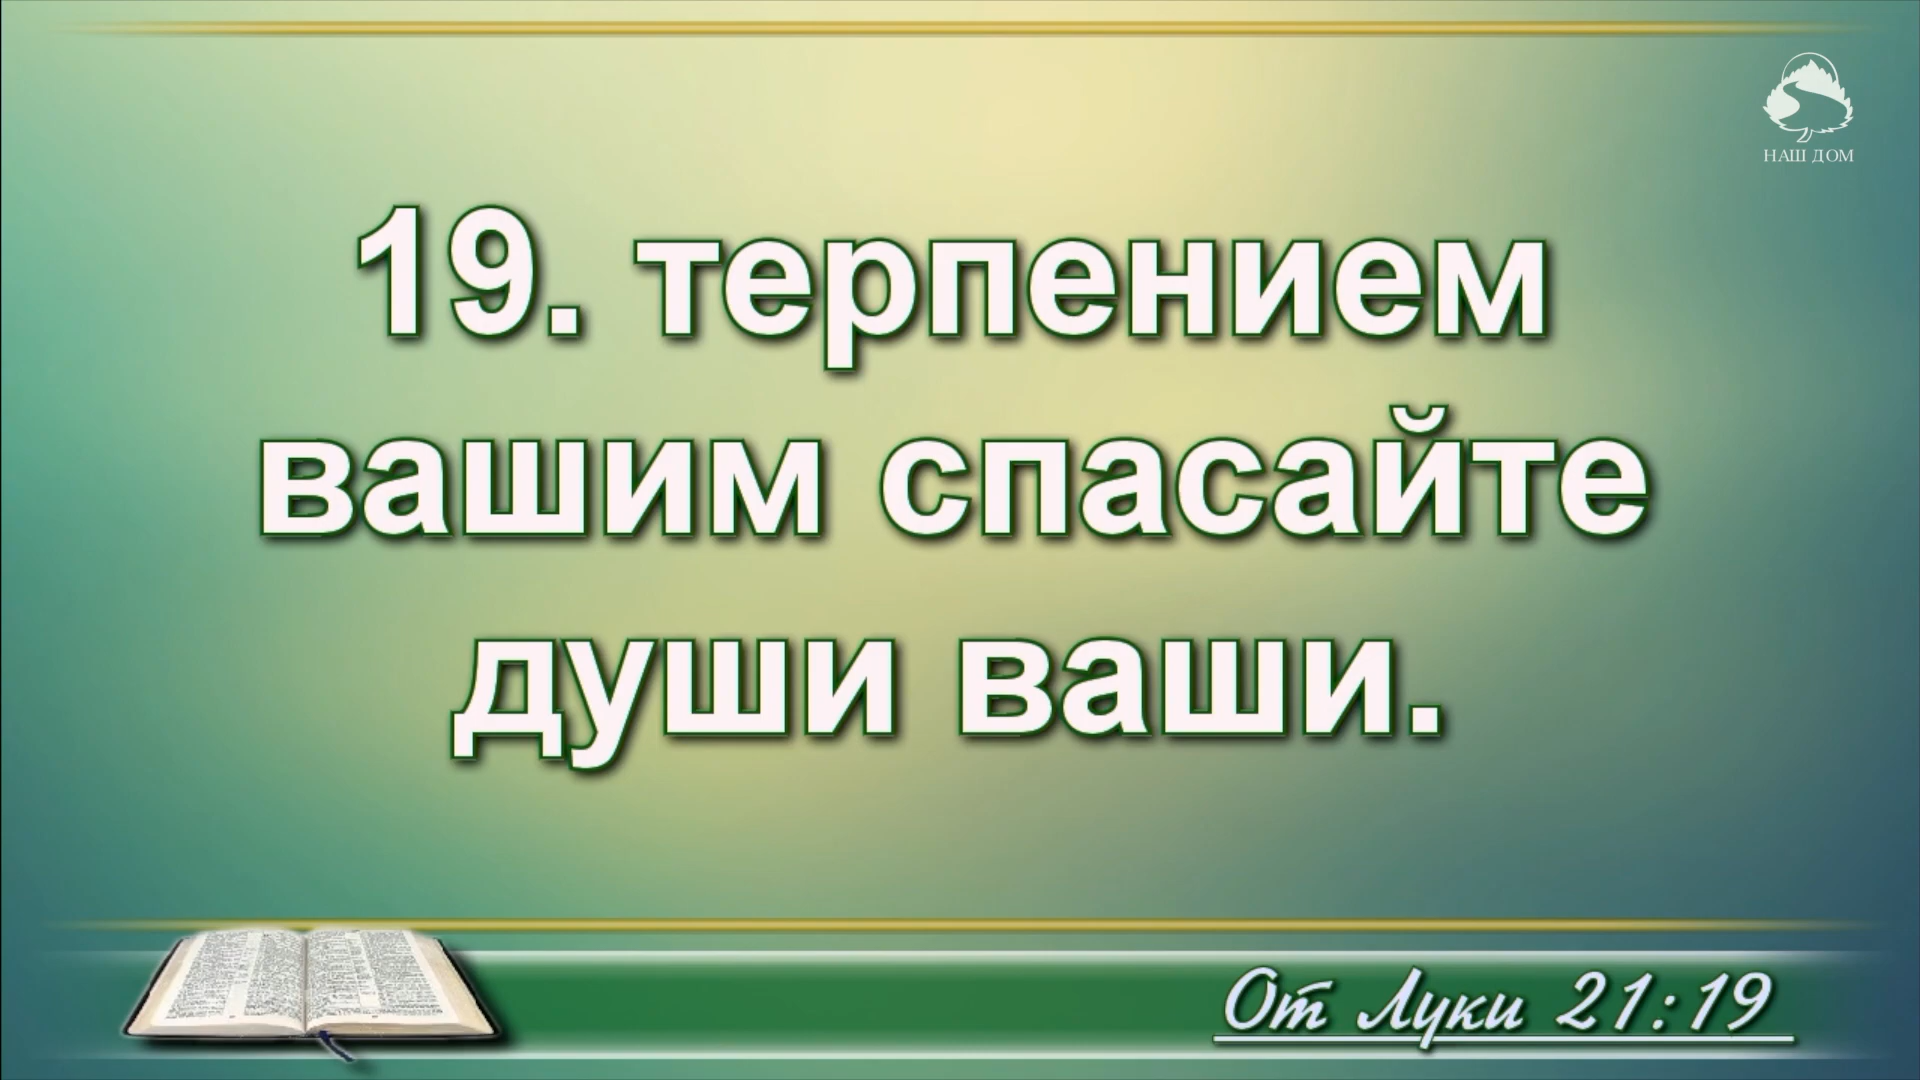 НАШ ДОМ
19. терпением
вашим спасайте
души ваши.
От Луки 21:19